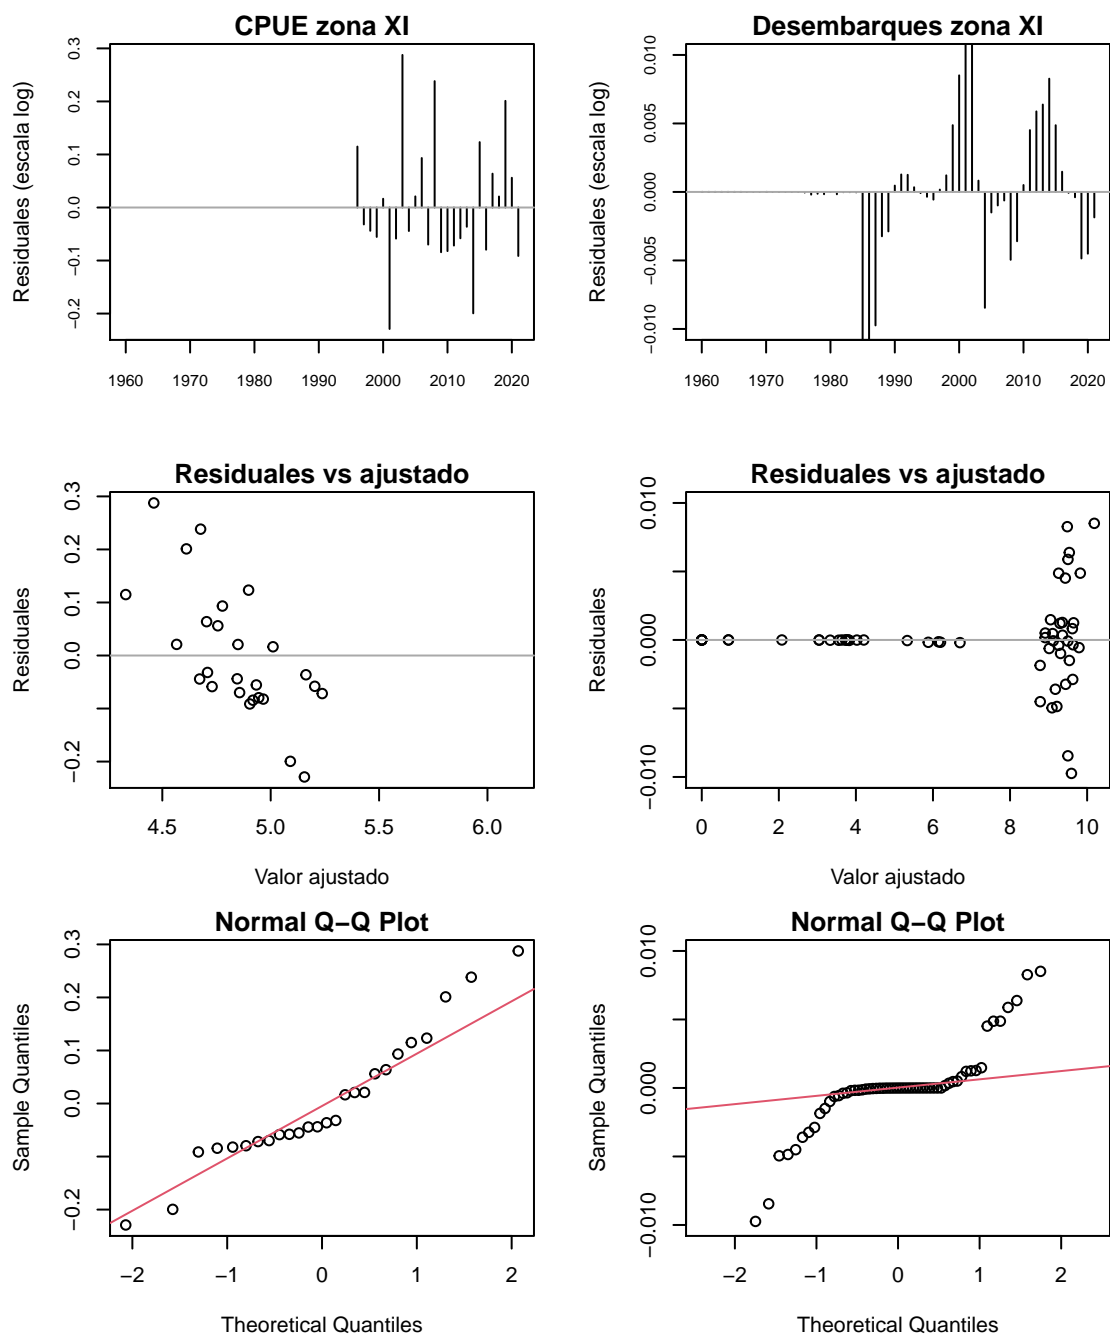 CPUE zona XI
Residuales (escala log)
0.3
0.2
0.1
0.0
−0.1
−0.2
1960 1970 1980 1990 2000 2010 2020
Desembarques zona XI
Residuales (escala log)
0.010
0.005
0.000
−0.005
−0.010
1960 1970 1980 1990 2000 2010 2020
Residuales vs ajustado
Residuales
0.3
0.2
0.1
0.0
−0.2
4.5 5.0 5.5 6.0
Valor ajustado
Residuales vs ajustado
Residuales
0.010
0.000
−0.010
0 2 4 6 8 10
Valor ajustado
Normal Q−Q Plot
Sample Quantiles
0.3
0.2
0.1
0.0
−0.2
−2 −1 0 1 2
Theoretical Quantiles
Normal Q−Q Plot
Sample Quantiles
0.010
0.000
−0.010
−2 −1 0 1 2
Theoretical Quantiles